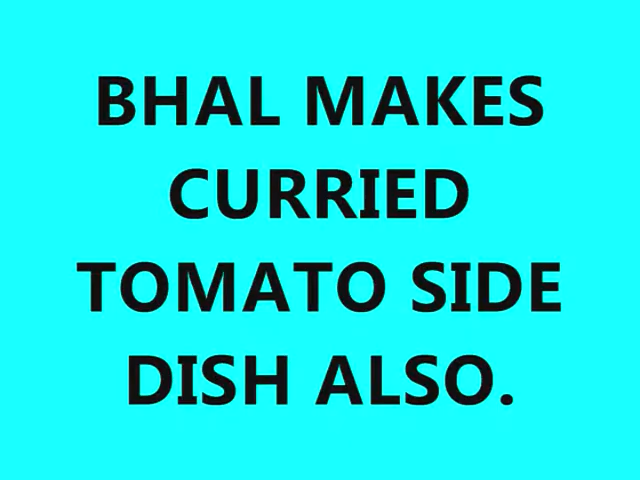 BHAL MAKES
CURRIED
TOMATO SIDE
DISH ALSO.